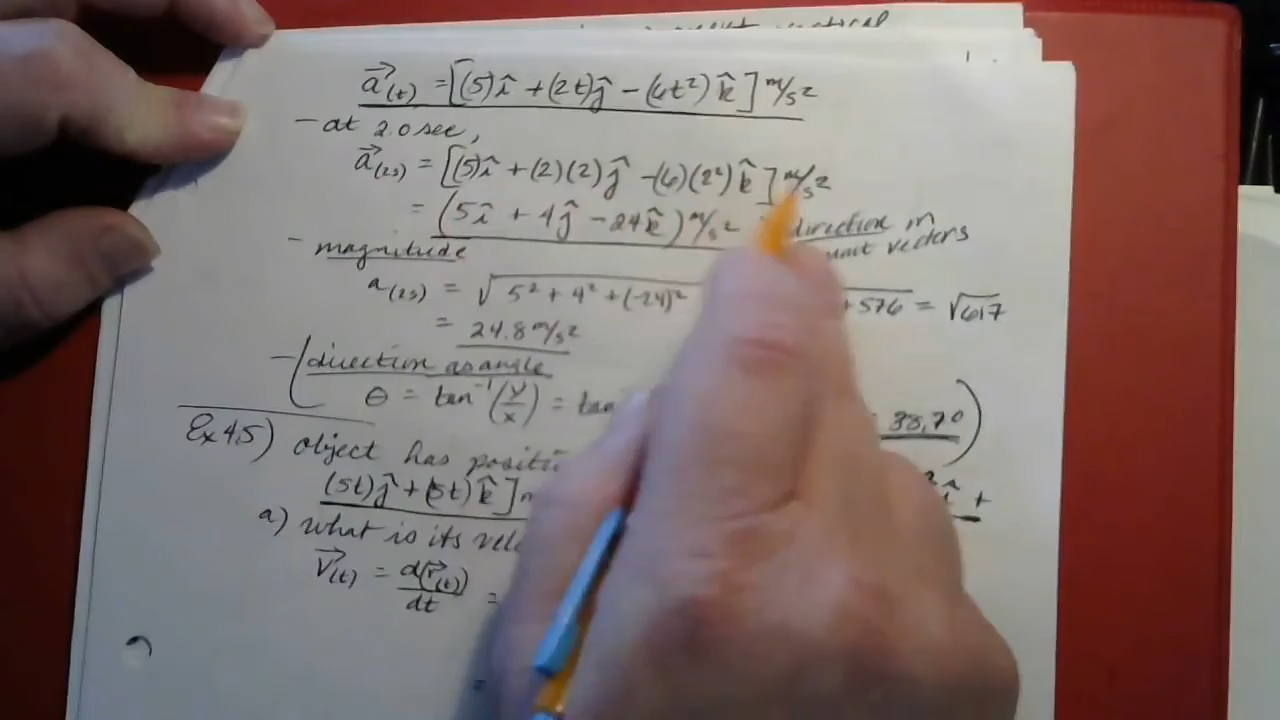 vertical
a⃗(t) = [(5)î + (2t)ĵ - (6t²)k̂] m/s²
- at 2.0 sec,
a⃗(2s) = [(5)î + (2)(2)ĵ - (6)(2²)k̂] m/s²
= (5î + 4ĵ - 24k̂) m/s² direction in
unit vectors
- magnitude
a(2s) = √5² + 4² + (-24)² + 576 = √617
= 24.8 m/s²
- (direction as angle
θ = tan⁻¹(y/x) = tan 38.7°)
Ex 4.5) object has
î +
(5t)ĵ + (5t)k̂]
a) what is its
V⃗(t) = d(r⃗(t))/dt =
=